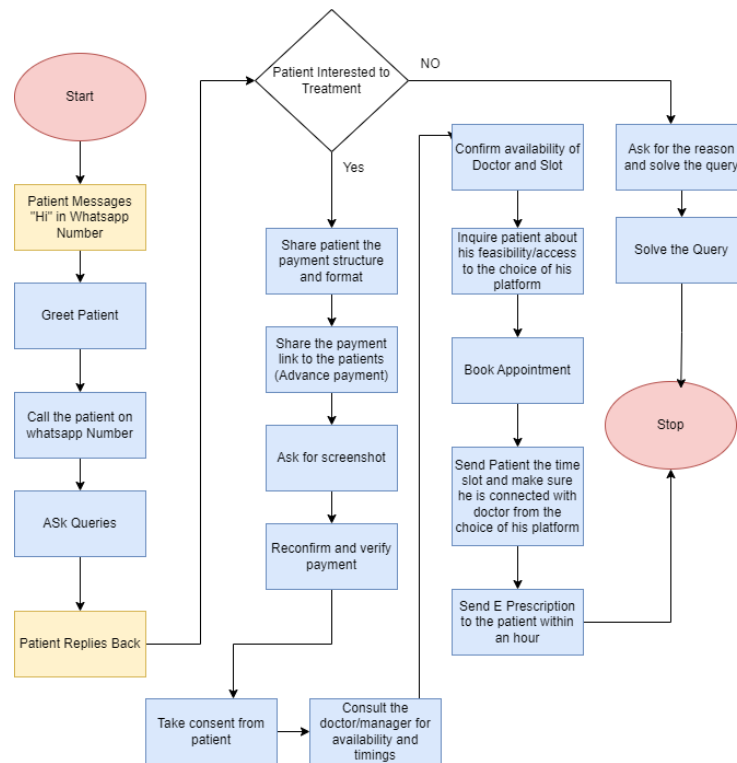 Start
Patient Messages
"Hi" in Whatsapp
Number
Greet Patient
Call the patient on
whatsapp Number
ASk Queries
Patient Replies Back
Patient Interested to
Treatment
NO
Yes
Share patient the
payment structure
and format
Share the payment
link to the patients
(Advance payment)
Ask for screenshot
Reconfirm and verify
payment
Take consent from
patient
Consult the
doctor/manager for
availability and
timings
Confirm availability of
Doctor and Slot
Inquire patient about
his feasibility/access
to the choice of his
platform
Book Appointment
Send Patient the time
slot and make sure
he is connected with
doctor from the
choice of his platform
Send E Prescription
to the patient within
an hour
Ask for the reason
and solve the query
Solve the Query
Stop